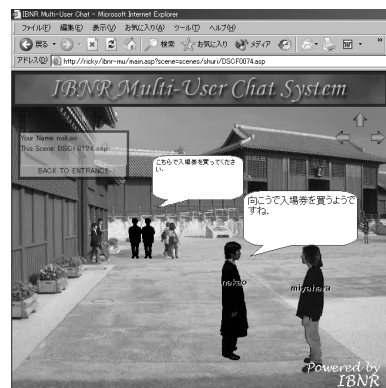 IBNR Multi-User Chat - Microsoft Internet Explorer
ファイル(F) 編集(E) 表示(V) お気に入り(A) ツール(T) ヘルプ(H)
戻る 検索 お気に入り メディア
アドレス(D) http://ricky/ibnr-mu/main.asp?scene=scenes/shuri/DSCF0074.asp
IBNR Multi-User Chat System
Your Name: nakao
This Scene: DSCF0124.asp
BACK TO ENTRANCE
こちらで入場券を買ってくださ
い.
向こうで入場券を買うようで
すね.
nakao
miyahara
Powered by
IBNR